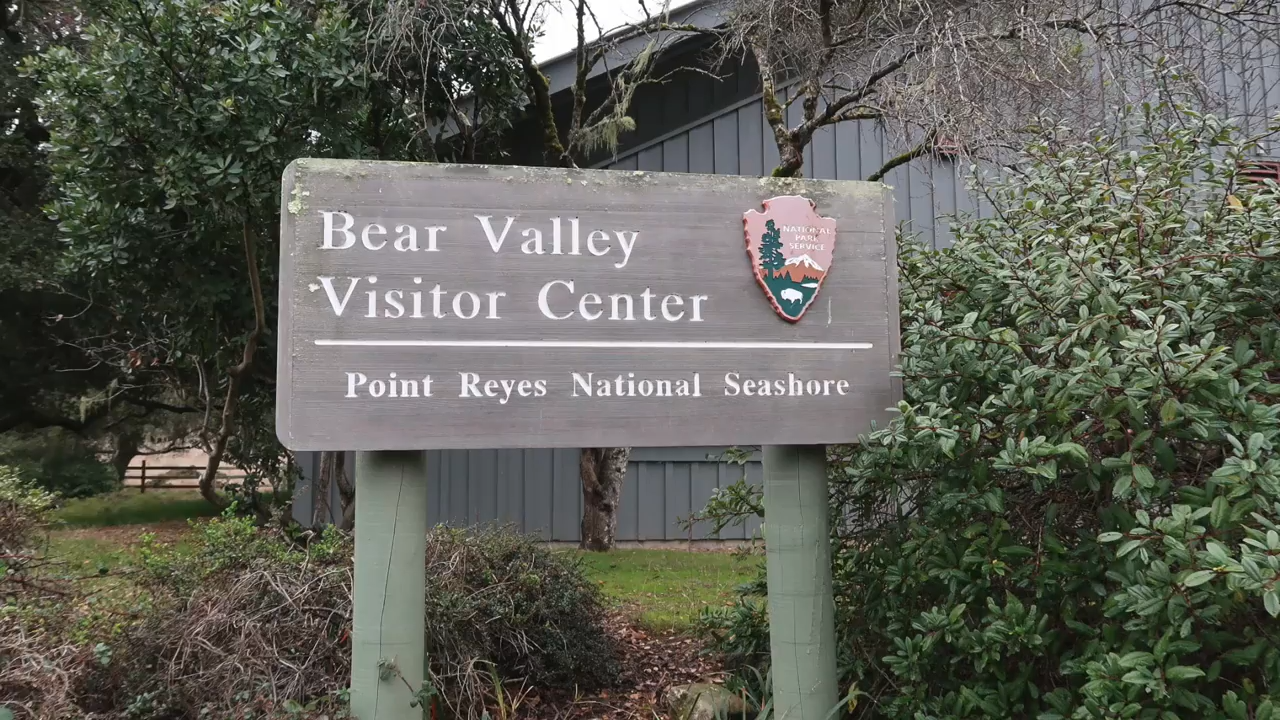 Bear Valley
Visitor Center
Point Reyes National Seashore
NATIONAL
PARK
SERVICE